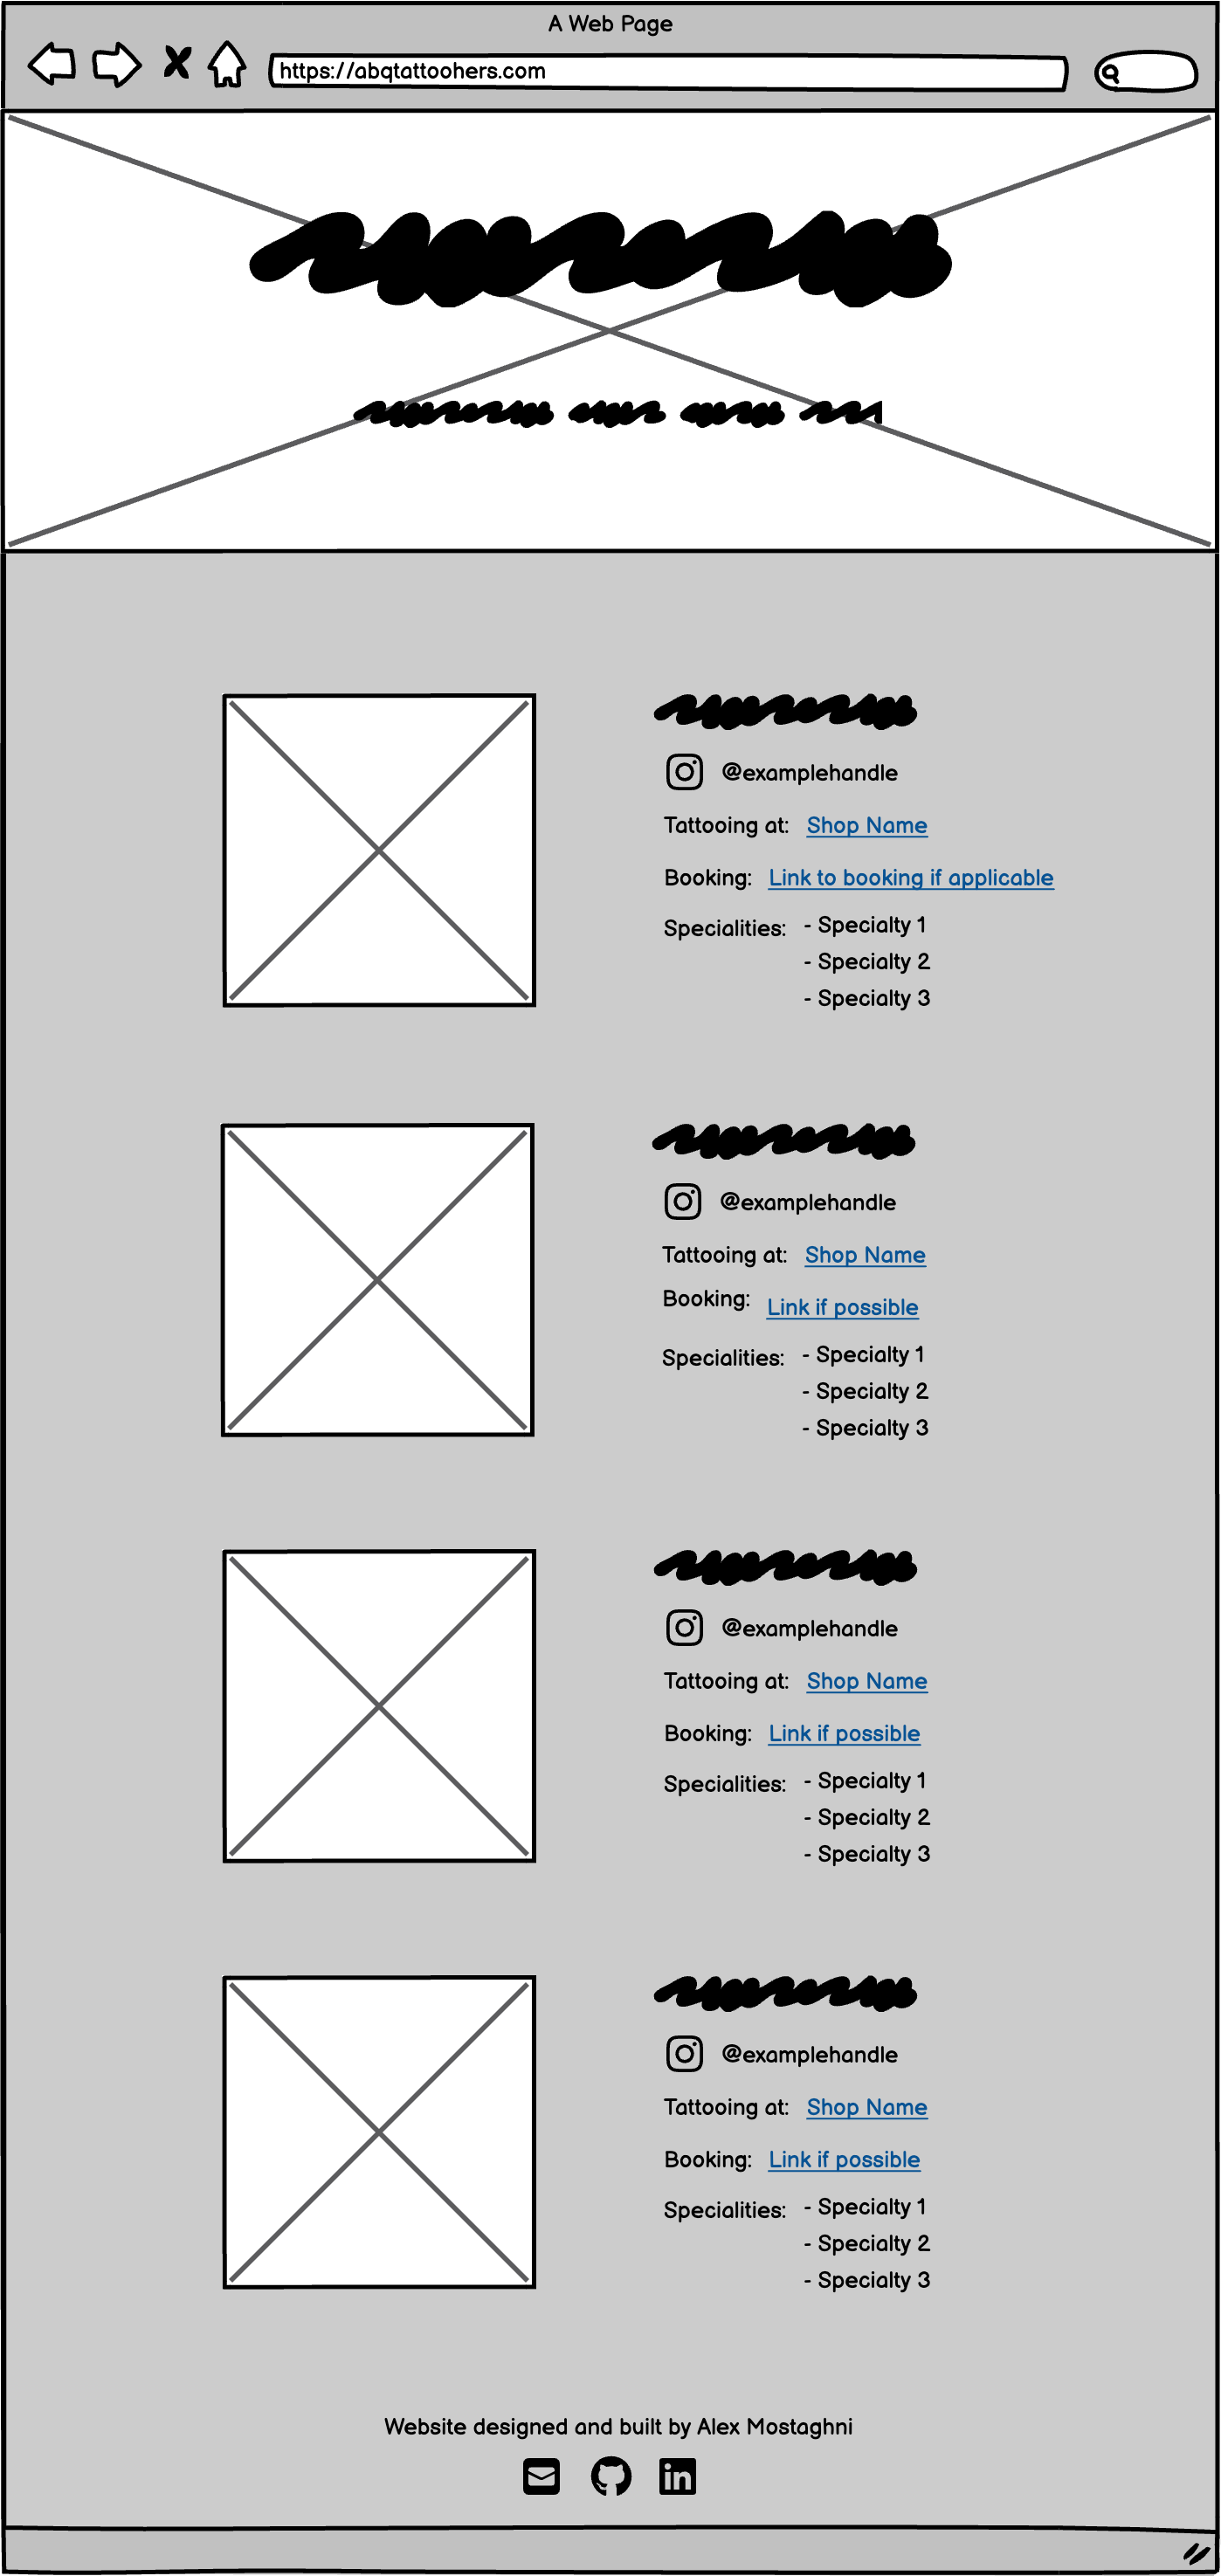 A Web Page
https://abqtattoohers.com
@examplehandle
Tattooing at: Shop Name
Booking: Link to booking if applicable
Specialities: - Specialty 1
- Specialty 2
- Specialty 3
@examplehandle
Tattooing at: Shop Name
Booking: Link if possible
Specialities: - Specialty 1
- Specialty 2
- Specialty 3
@examplehandle
Tattooing at: Shop Name
Booking: Link if possible
Specialities: - Specialty 1
- Specialty 2
- Specialty 3
@examplehandle
Tattooing at: Shop Name
Booking: Link if possible
Specialities: - Specialty 1
- Specialty 2
- Specialty 3
Website designed and built by Alex Mostaghni
in